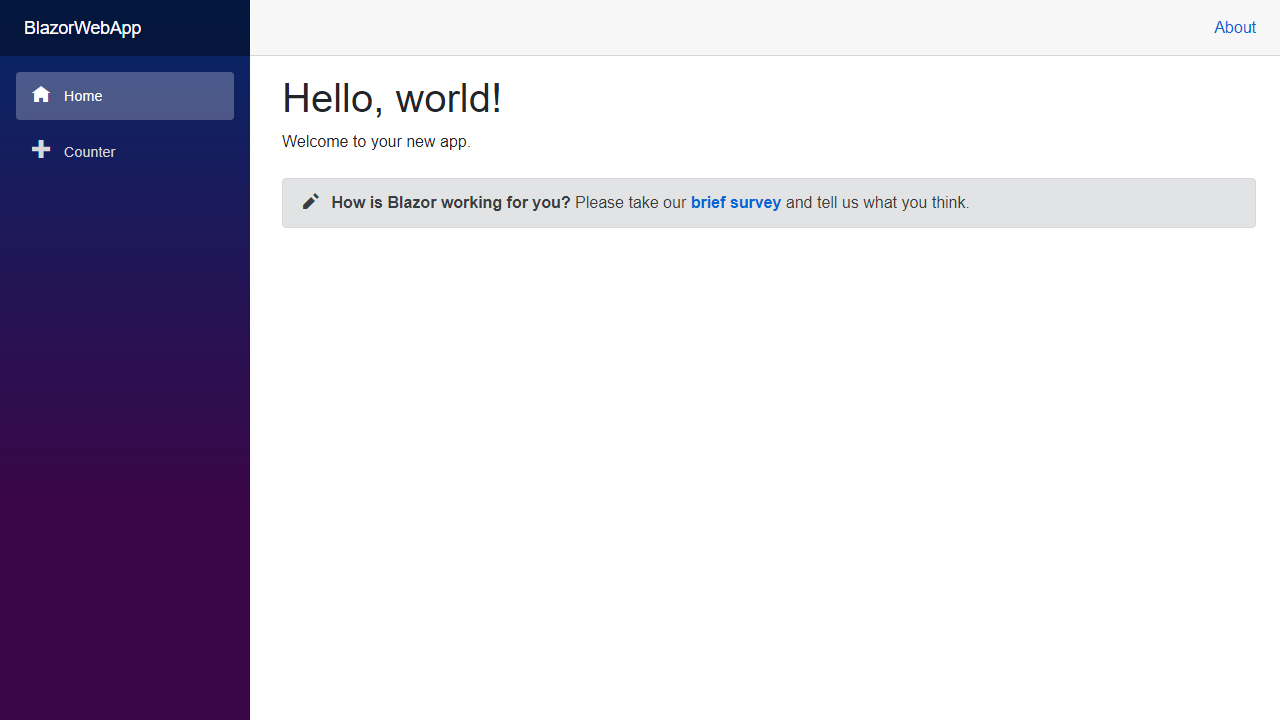 BlazorWebApp
About
Home
Counter
Hello, world!
Welcome to your new app.
How is Blazor working for you? Please take our brief survey and tell us what you think.